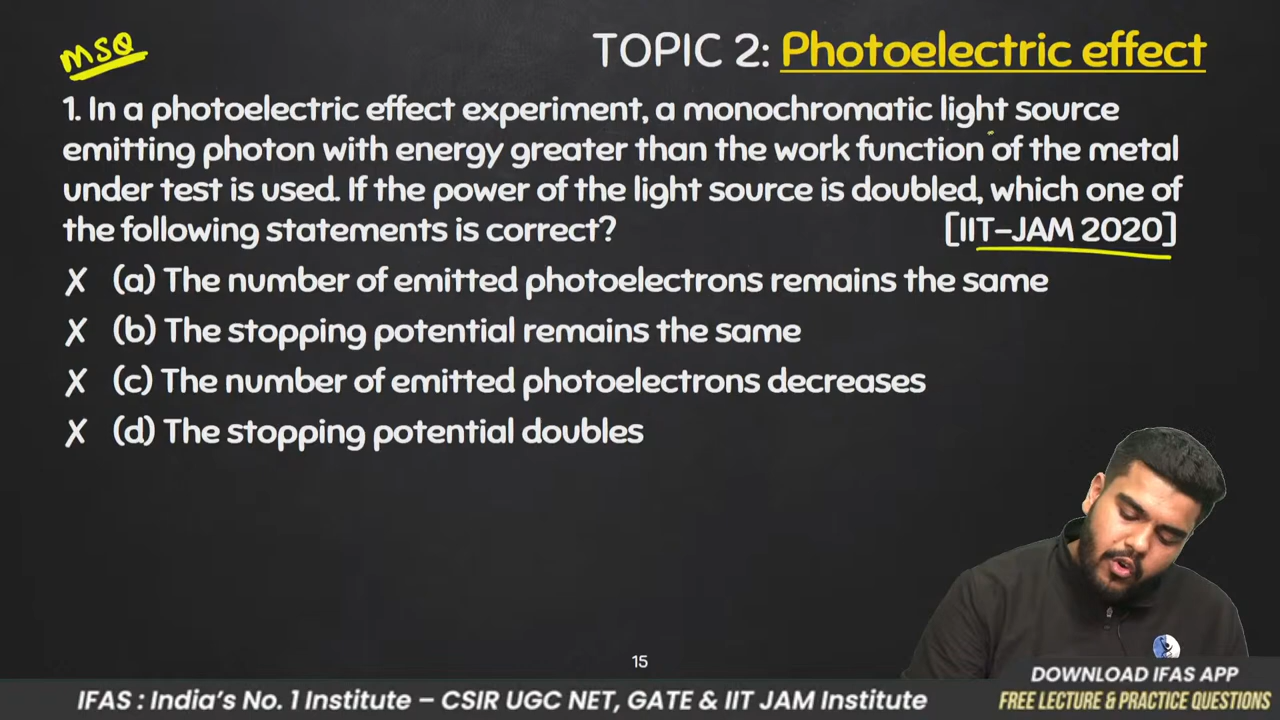 MSQ
TOPIC 2: Photoelectric effect
1. In a photoelectric effect experiment, a monochromatic light source
emitting photon with energy greater than the work function of the metal
under test is used. If the power of the light source is doubled, which one of
the following statements is correct? [IIT-JAM 2020]
✗ (a) The number of emitted photoelectrons remains the same
✗ (b) The stopping potential remains the same
✗ (c) The number of emitted photoelectrons decreases
✗ (d) The stopping potential doubles
15
DOWNLOAD IFAS APP
IFAS : India's No. 1 Institute – CSIR UGC NET, GATE & IIT JAM Institute
FREE LECTURE & PRACTICE QUESTIONS